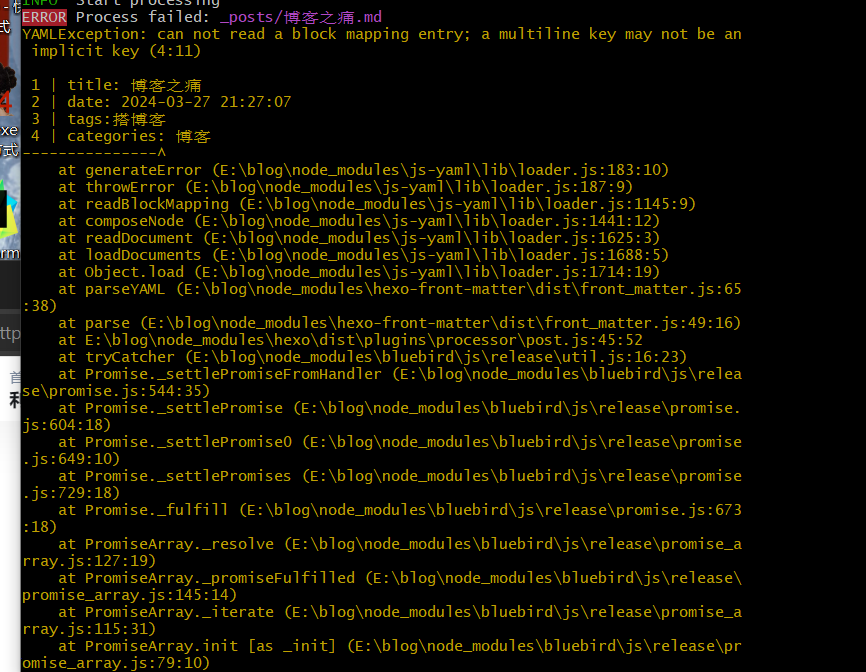 INFO  Start processing
ERROR Process failed: _posts/博客之痛.md
YAMLException: can not read a block mapping entry; a multiline key may not be an
 implicit key (4:11)
 1 | title: 博客之痛
 2 | date: 2024-03-27 21:27:07
 3 | tags:搭博客
 4 | categories: 博客
---------------^
    at generateError (E:\blog\node_modules\js-yaml\lib\loader.js:183:10)
    at throwError (E:\blog\node_modules\js-yaml\lib\loader.js:187:9)
    at readBlockMapping (E:\blog\node_modules\js-yaml\lib\loader.js:1145:9)
    at composeNode (E:\blog\node_modules\js-yaml\lib\loader.js:1441:12)
    at readDocument (E:\blog\node_modules\js-yaml\lib\loader.js:1625:3)
    at loadDocuments (E:\blog\node_modules\js-yaml\lib\loader.js:1688:5)
    at Object.load (E:\blog\node_modules\js-yaml\lib\loader.js:1714:19)
    at parseYAML (E:\blog\node_modules\hexo-front-matter\dist\front_matter.js:65
:38)
    at parse (E:\blog\node_modules\hexo-front-matter\dist\front_matter.js:49:16)
    at E:\blog\node_modules\hexo\dist\plugins\processor\post.js:45:52
    at tryCatcher (E:\blog\node_modules\bluebird\js\release\util.js:16:23)
    at Promise._settlePromiseFromHandler (E:\blog\node_modules\bluebird\js\relea
se\promise.js:544:35)
    at Promise._settlePromise (E:\blog\node_modules\bluebird\js\release\promise.
js:604:18)
    at Promise._settlePromise0 (E:\blog\node_modules\bluebird\js\release\promise
.js:649:10)
    at Promise._settlePromises (E:\blog\node_modules\bluebird\js\release\promise
.js:729:18)
    at Promise._fulfill (E:\blog\node_modules\bluebird\js\release\promise.js:673
:18)
    at PromiseArray._resolve (E:\blog\node_modules\bluebird\js\release\promise_a
rray.js:127:19)
    at PromiseArray._promiseFulfilled (E:\blog\node_modules\bluebird\js\release\
promise_array.js:145:14)
    at PromiseArray._iterate (E:\blog\node_modules\bluebird\js\release\promise_a
rray.js:115:31)
    at PromiseArray.init [as _init] (E:\blog\node_modules\bluebird\js\release\pr
omise_array.js:79:10)